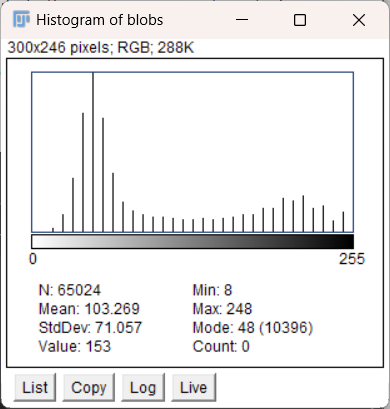 Histogram of blobs
300x246 pixels; RGB; 288K
0 255
N: 65024 Min: 8
Mean: 103.269 Max: 248
StdDev: 71.057 Mode: 48 (10396)
Value: 153 Count: 0
List Copy Log Live